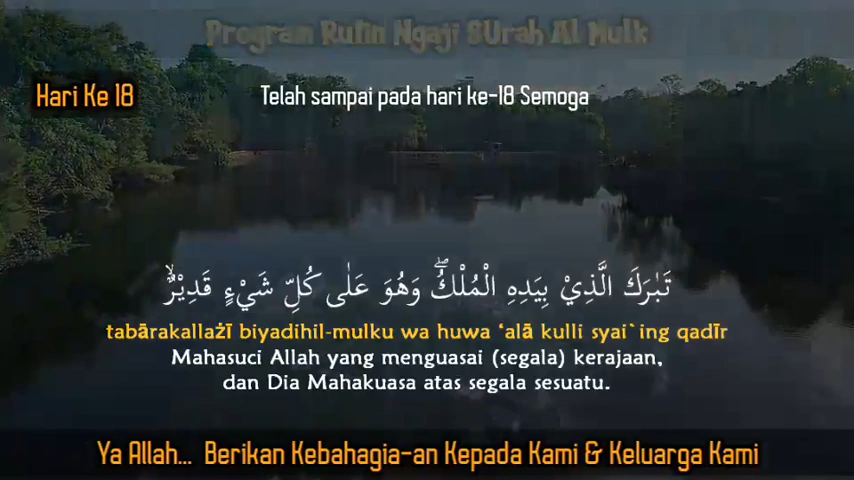 Program Rutin Ngaji SUrah Al Mulk
Hari Ke 18
Telah sampai pada hari ke-18 Semoga
تَبٰرَكَ الَّذِيْ بِيَدِهِ الْمُلْكُۖ وَهُوَ عَلٰى كُلِّ شَيْءٍ قَدِيْرٌۙ
tabārakallażī biyadihil-mulku wa huwa ‘alā kulli syai`ing qadīr
Mahasuci Allah yang menguasai (segala) kerajaan,
dan Dia Mahakuasa atas segala sesuatu.
Ya Allah... Berikan Kebahagia-an Kepada Kami & Keluarga Kami